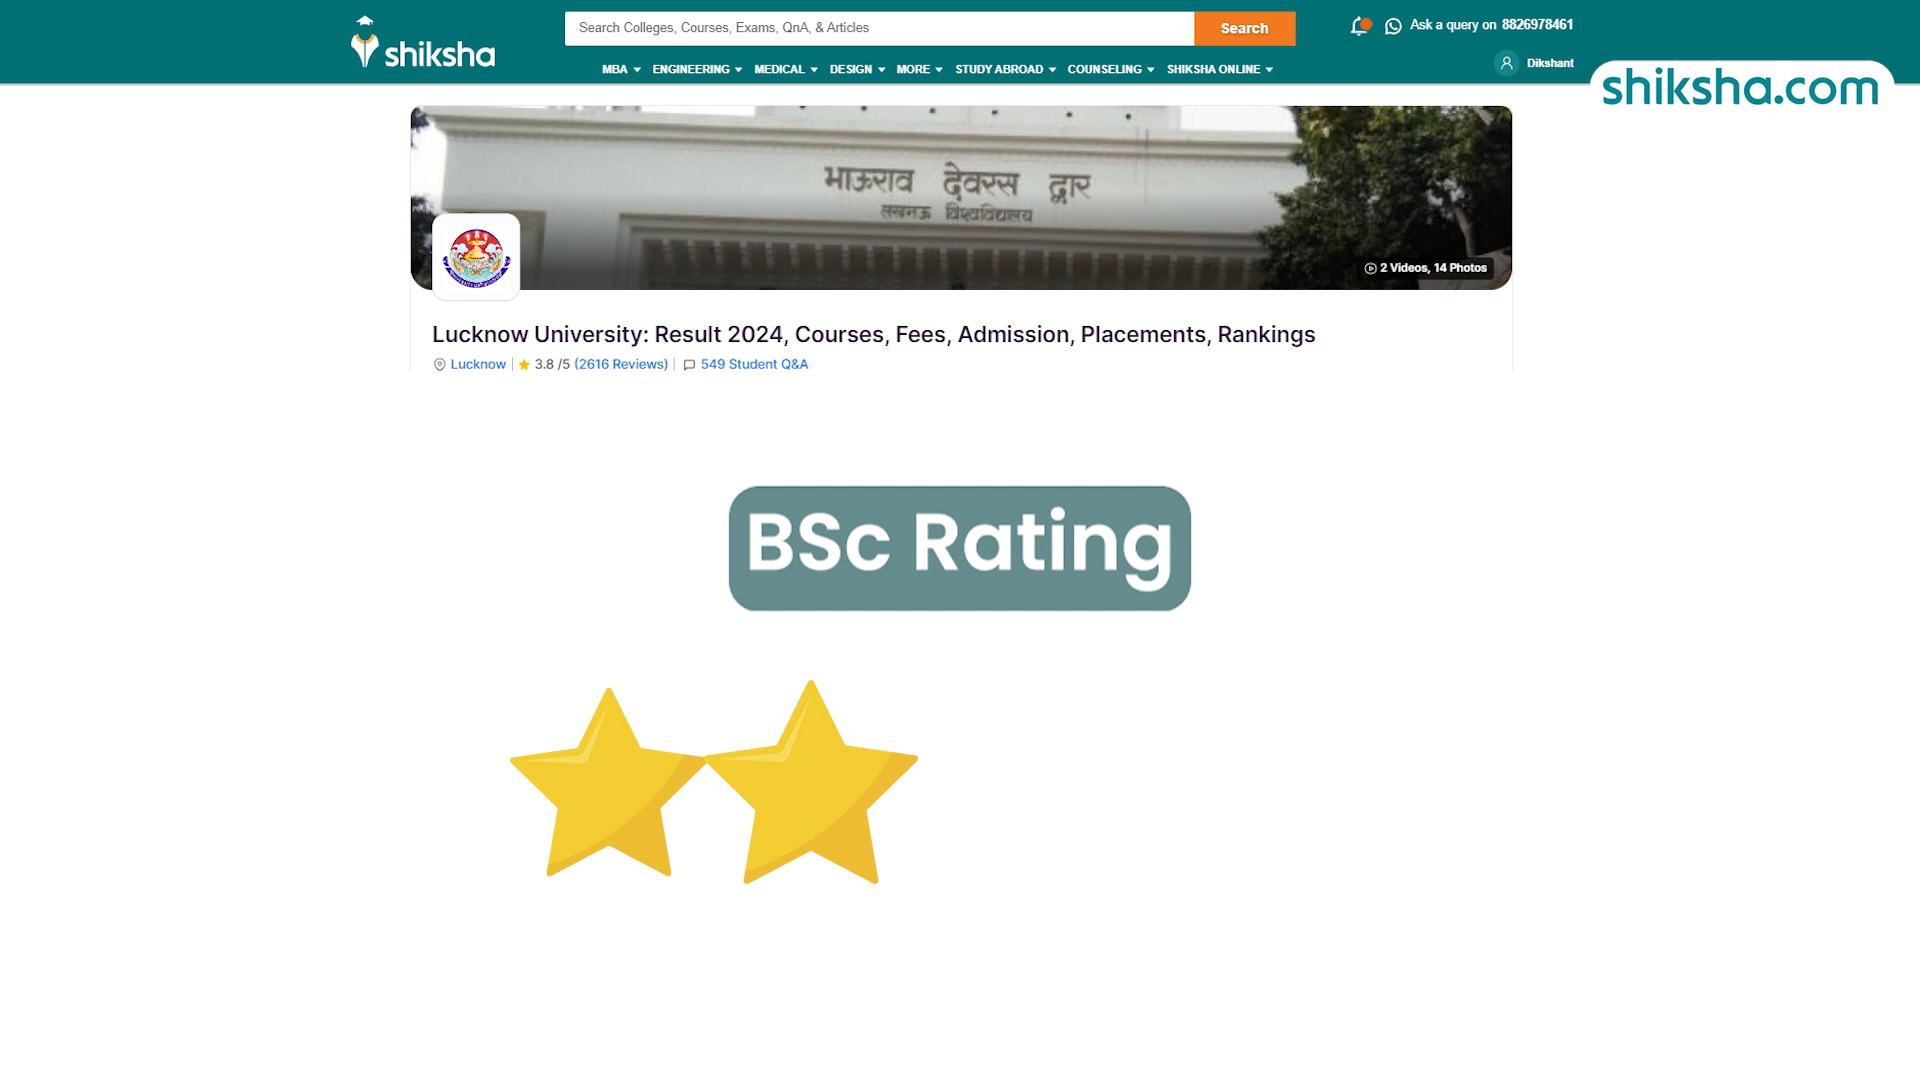 shiksha
Search Colleges, Courses, Exams, QnA, & Articles
Search
Ask a query on 8826978461
MBA
ENGINEERING
MEDICAL
DESIGN
MORE
STUDY ABROAD
COUNSELING
SHIKSHA ONLINE
Dikshant
shiksha.com
भाऊराव देवरस द्वार
लखनऊ विश्वविद्यालय
2 Videos, 14 Photos
Lucknow University: Result 2024, Courses, Fees, Admission, Placements, Rankings
Lucknow | 3.8 /5 (2616 Reviews) | 549 Student Q&A
BSc Rating